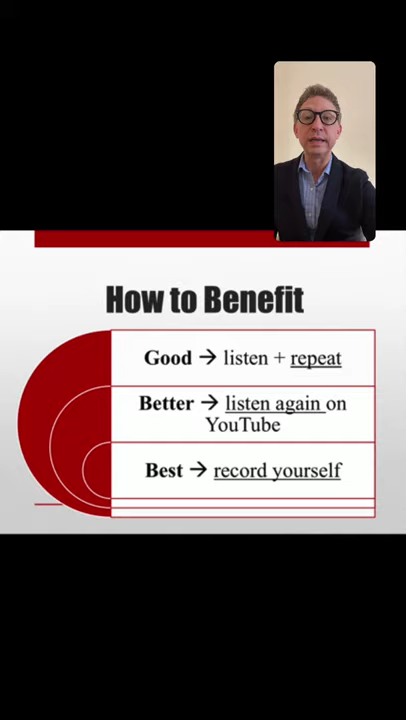 How to Benefit
Good → listen + repeat
Better → listen again on
YouTube
Best → record yourself